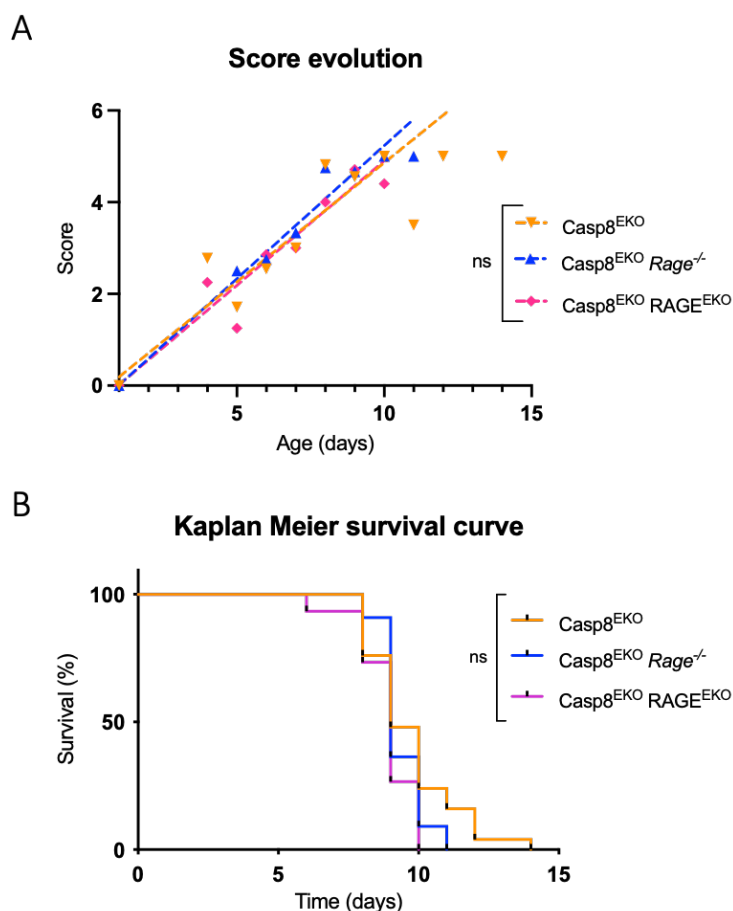 A
Score evolution
6
4
2
0
Score
5
10
15
Age (days)
ns
Casp8EKO
Casp8EKO Rage-/-
Casp8EKO RAGEEKO
B
Kaplan Meier survival curve
100
50
0
Survival (%)
0
5
10
15
Time (days)
ns
Casp8EKO
Casp8EKO Rage-/-
Casp8EKO RAGEEKO